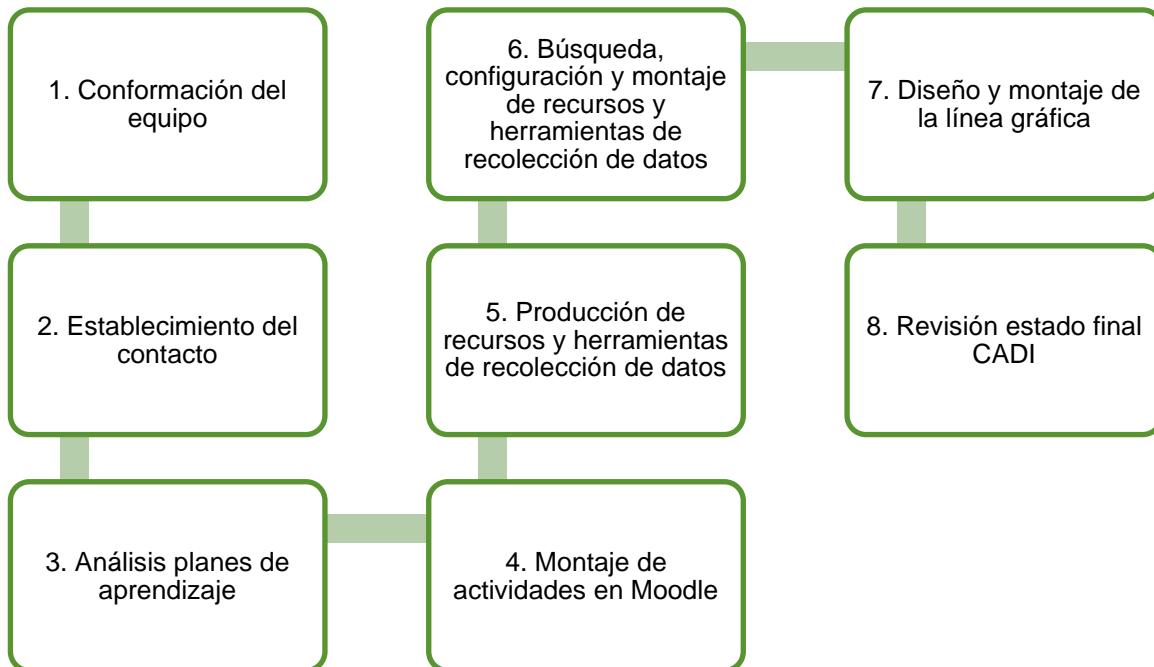 1. Conformación del
equipo
2. Establecimiento del
contacto
3. Análisis planes de
aprendizaje
4. Montaje de
actividades en Moodle
5. Producción de
recursos y herramientas
de recolección de datos
6. Búsqueda,
configuración y montaje
de recursos y
herramientas de
recolección de datos
7. Diseño y montaje de
la línea gráfica
8. Revisión estado final
CADI